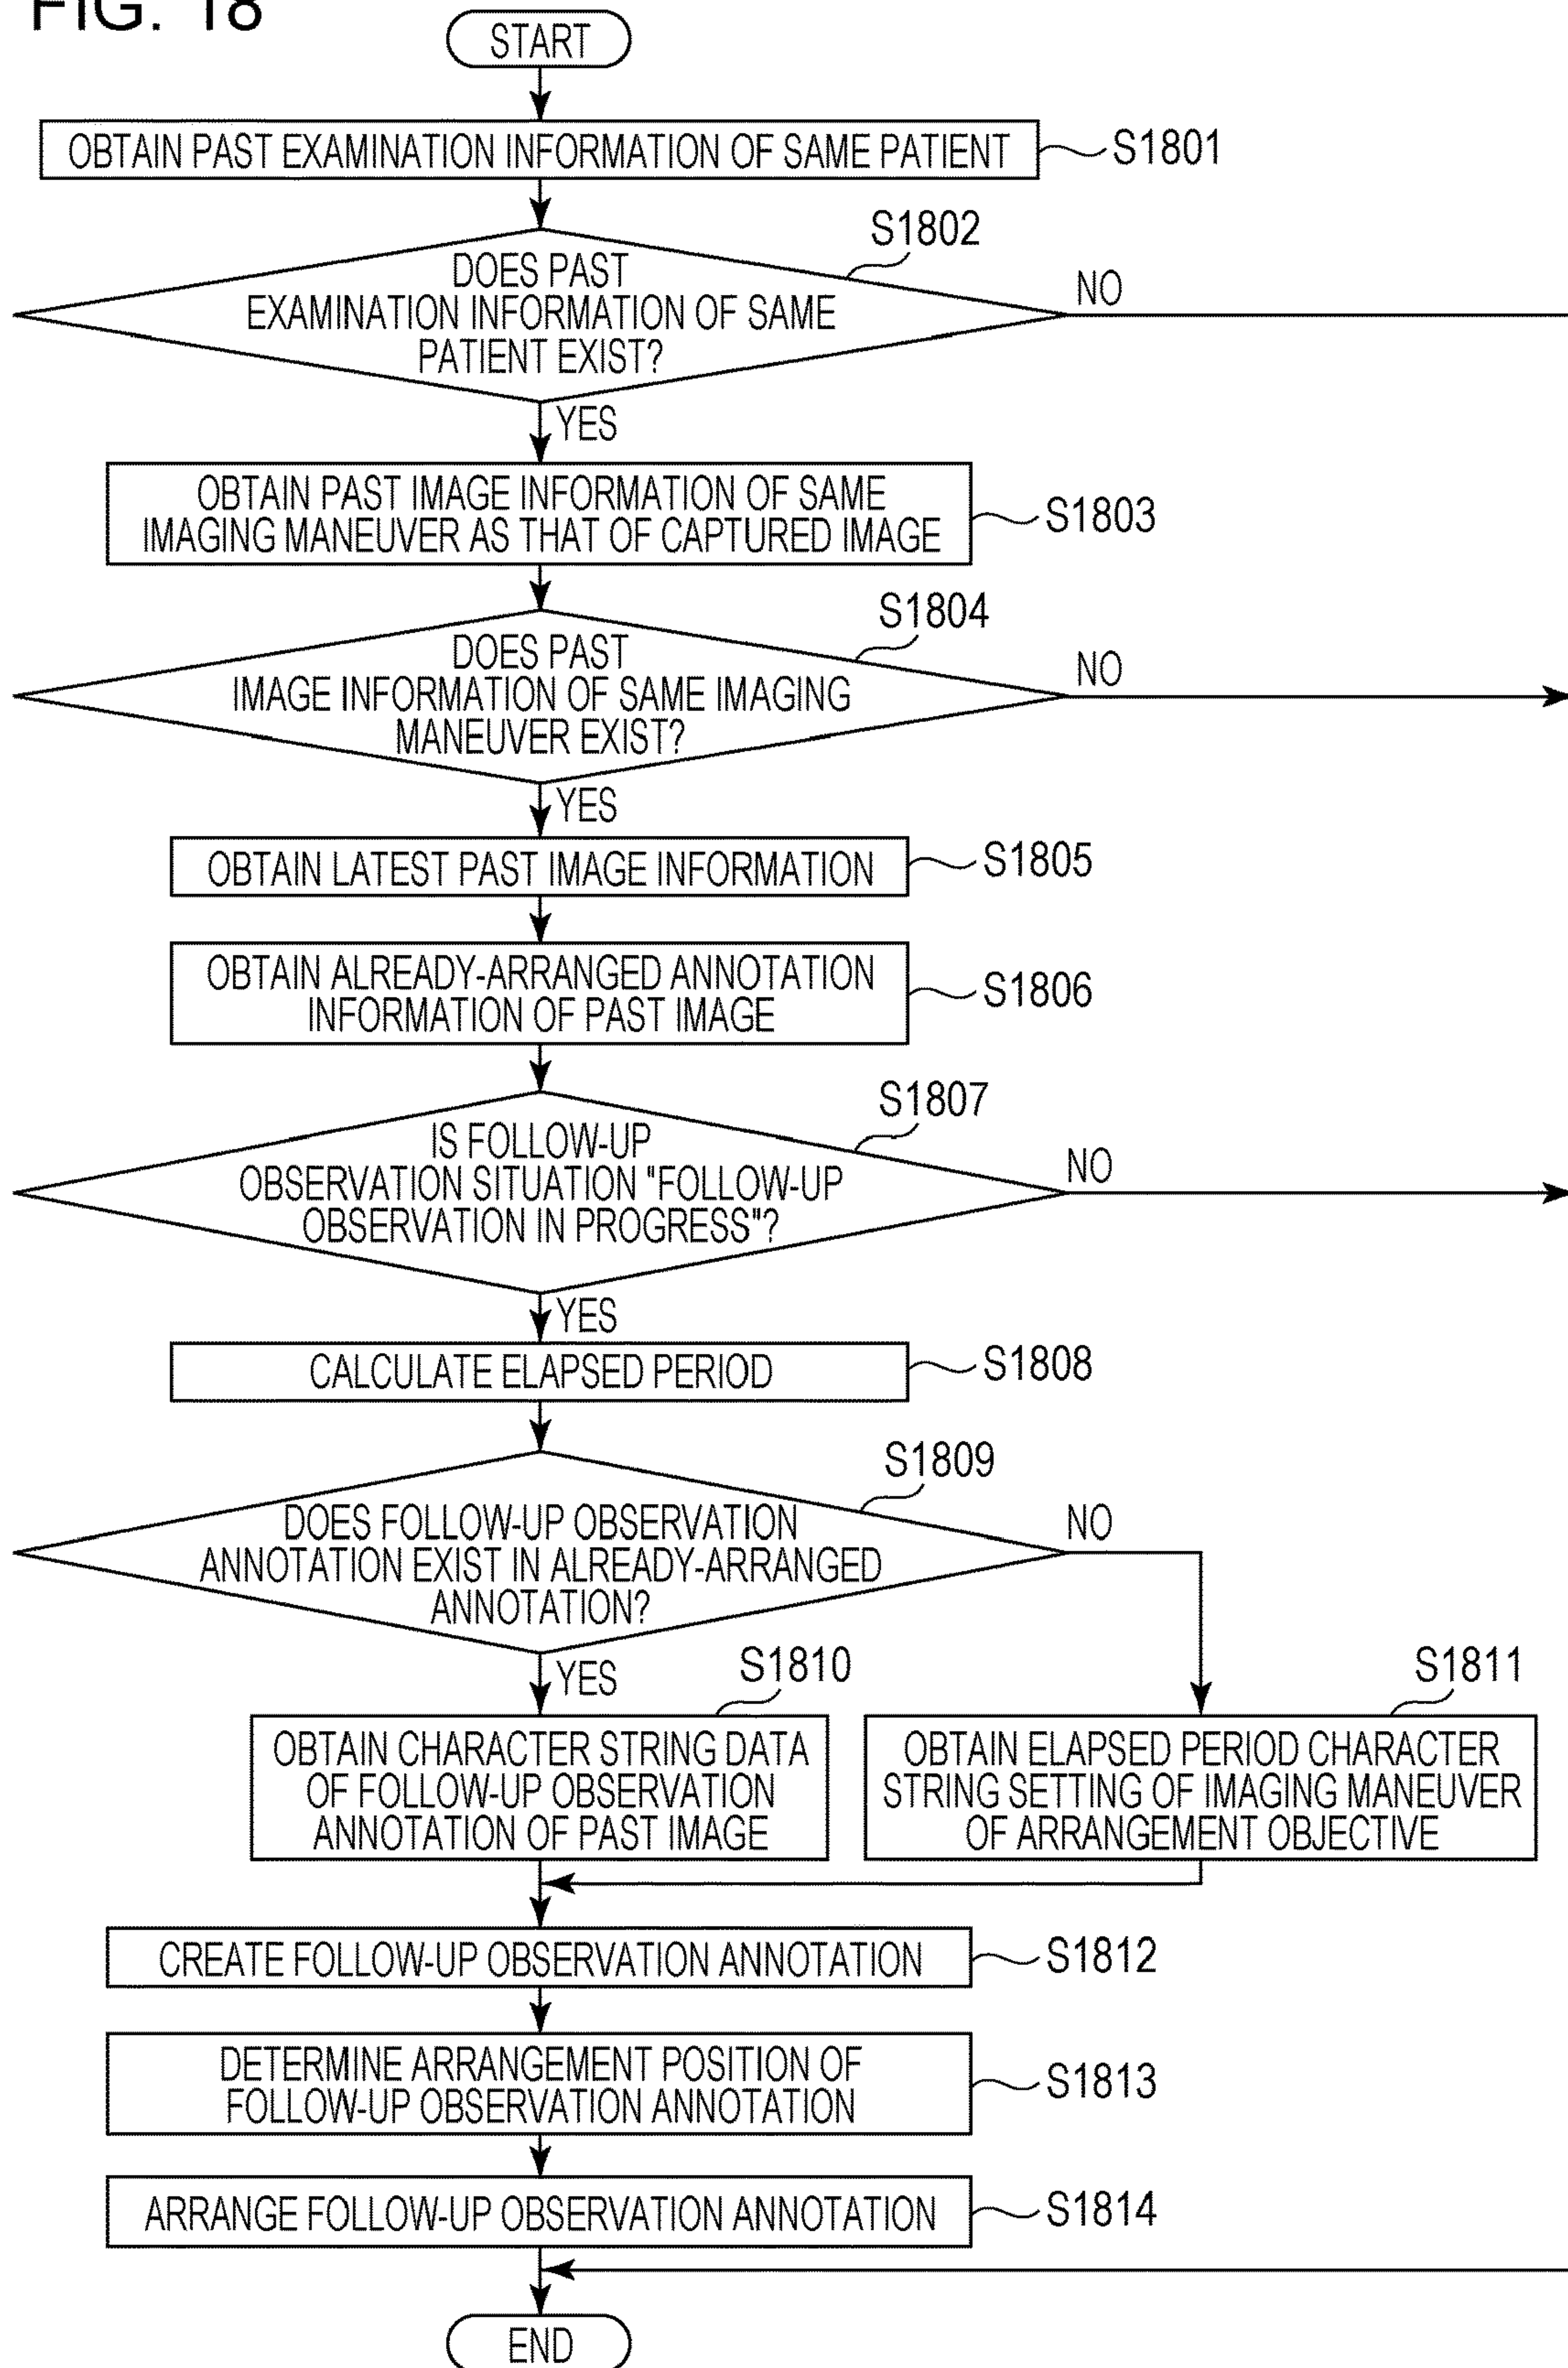 FIG. 18
START
OBTAIN PAST EXAMINATION INFORMATION OF SAME PATIENT
S1801
S1802
DOES PAST
EXAMINATION INFORMATION OF SAME
PATIENT EXIST?
NO
YES
OBTAIN PAST IMAGE INFORMATION OF SAME
IMAGING MANEUVER AS THAT OF CAPTURED IMAGE
S1803
S1804
DOES PAST
IMAGE INFORMATION OF SAME IMAGING
MANEUVER EXIST?
NO
YES
OBTAIN LATEST PAST IMAGE INFORMATION
S1805
OBTAIN ALREADY-ARRANGED ANNOTATION
INFORMATION OF PAST IMAGE
S1806
S1807
IS FOLLOW-UP
OBSERVATION SITUATION "FOLLOW-UP
OBSERVATION IN PROGRESS"?
NO
YES
CALCULATE ELAPSED PERIOD
S1808
S1809
DOES FOLLOW-UP OBSERVATION
ANNOTATION EXIST IN ALREADY-ARRANGED
ANNOTATION?
NO
YES
S1810
OBTAIN CHARACTER STRING DATA
OF FOLLOW-UP OBSERVATION
ANNOTATION OF PAST IMAGE
S1811
OBTAIN ELAPSED PERIOD CHARACTER
STRING SETTING OF IMAGING MANEUVER
OF ARRANGEMENT OBJECTIVE
CREATE FOLLOW-UP OBSERVATION ANNOTATION
S1812
DETERMINE ARRANGEMENT POSITION OF
FOLLOW-UP OBSERVATION ANNOTATION
S1813
ARRANGE FOLLOW-UP OBSERVATION ANNOTATION
S1814
END